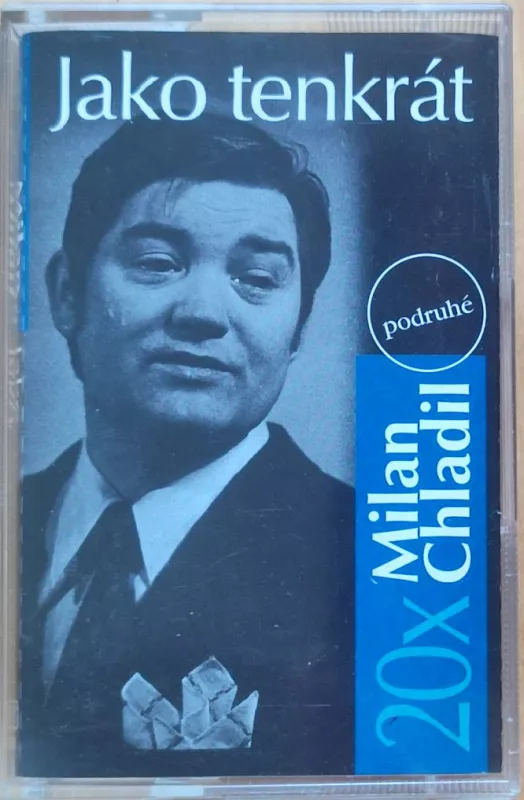 Jako tenkrát
podruhé
20x Milan
Chladil